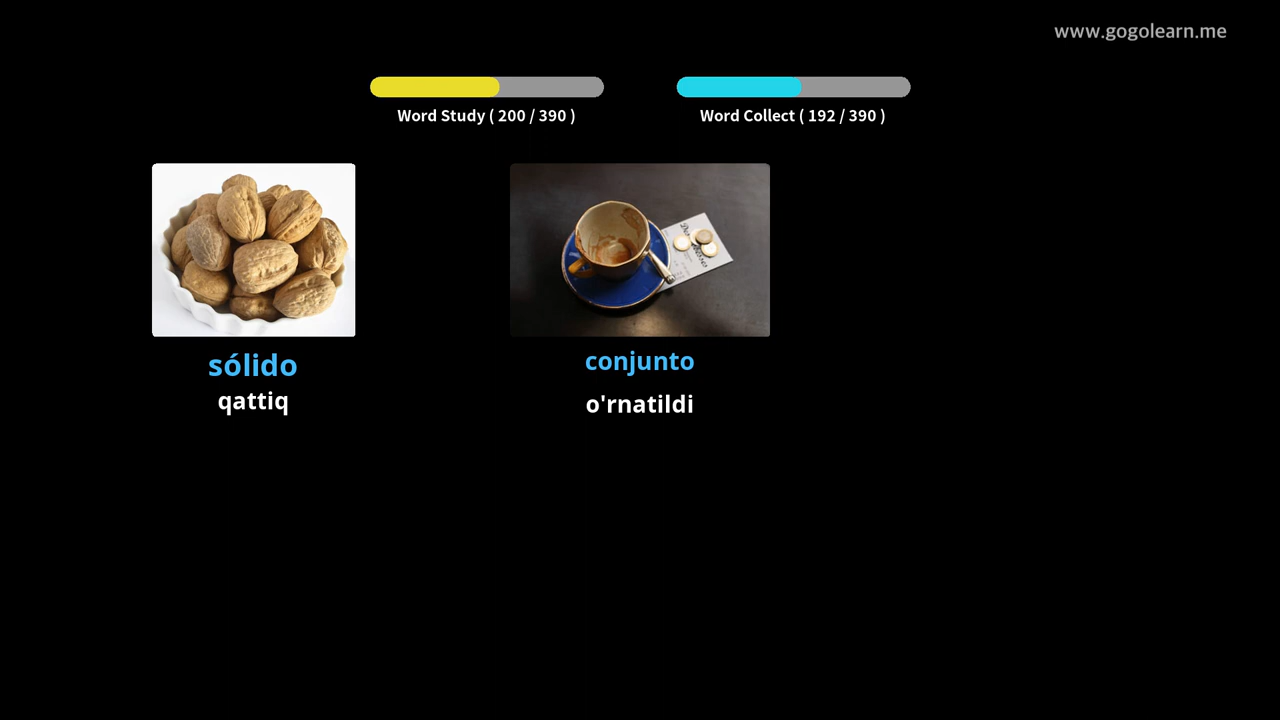 www.gogolearn.me
Word Study ( 200 / 390 )
Word Collect ( 192 / 390 )
sólido
qattiq
conjunto
o'rnatildi